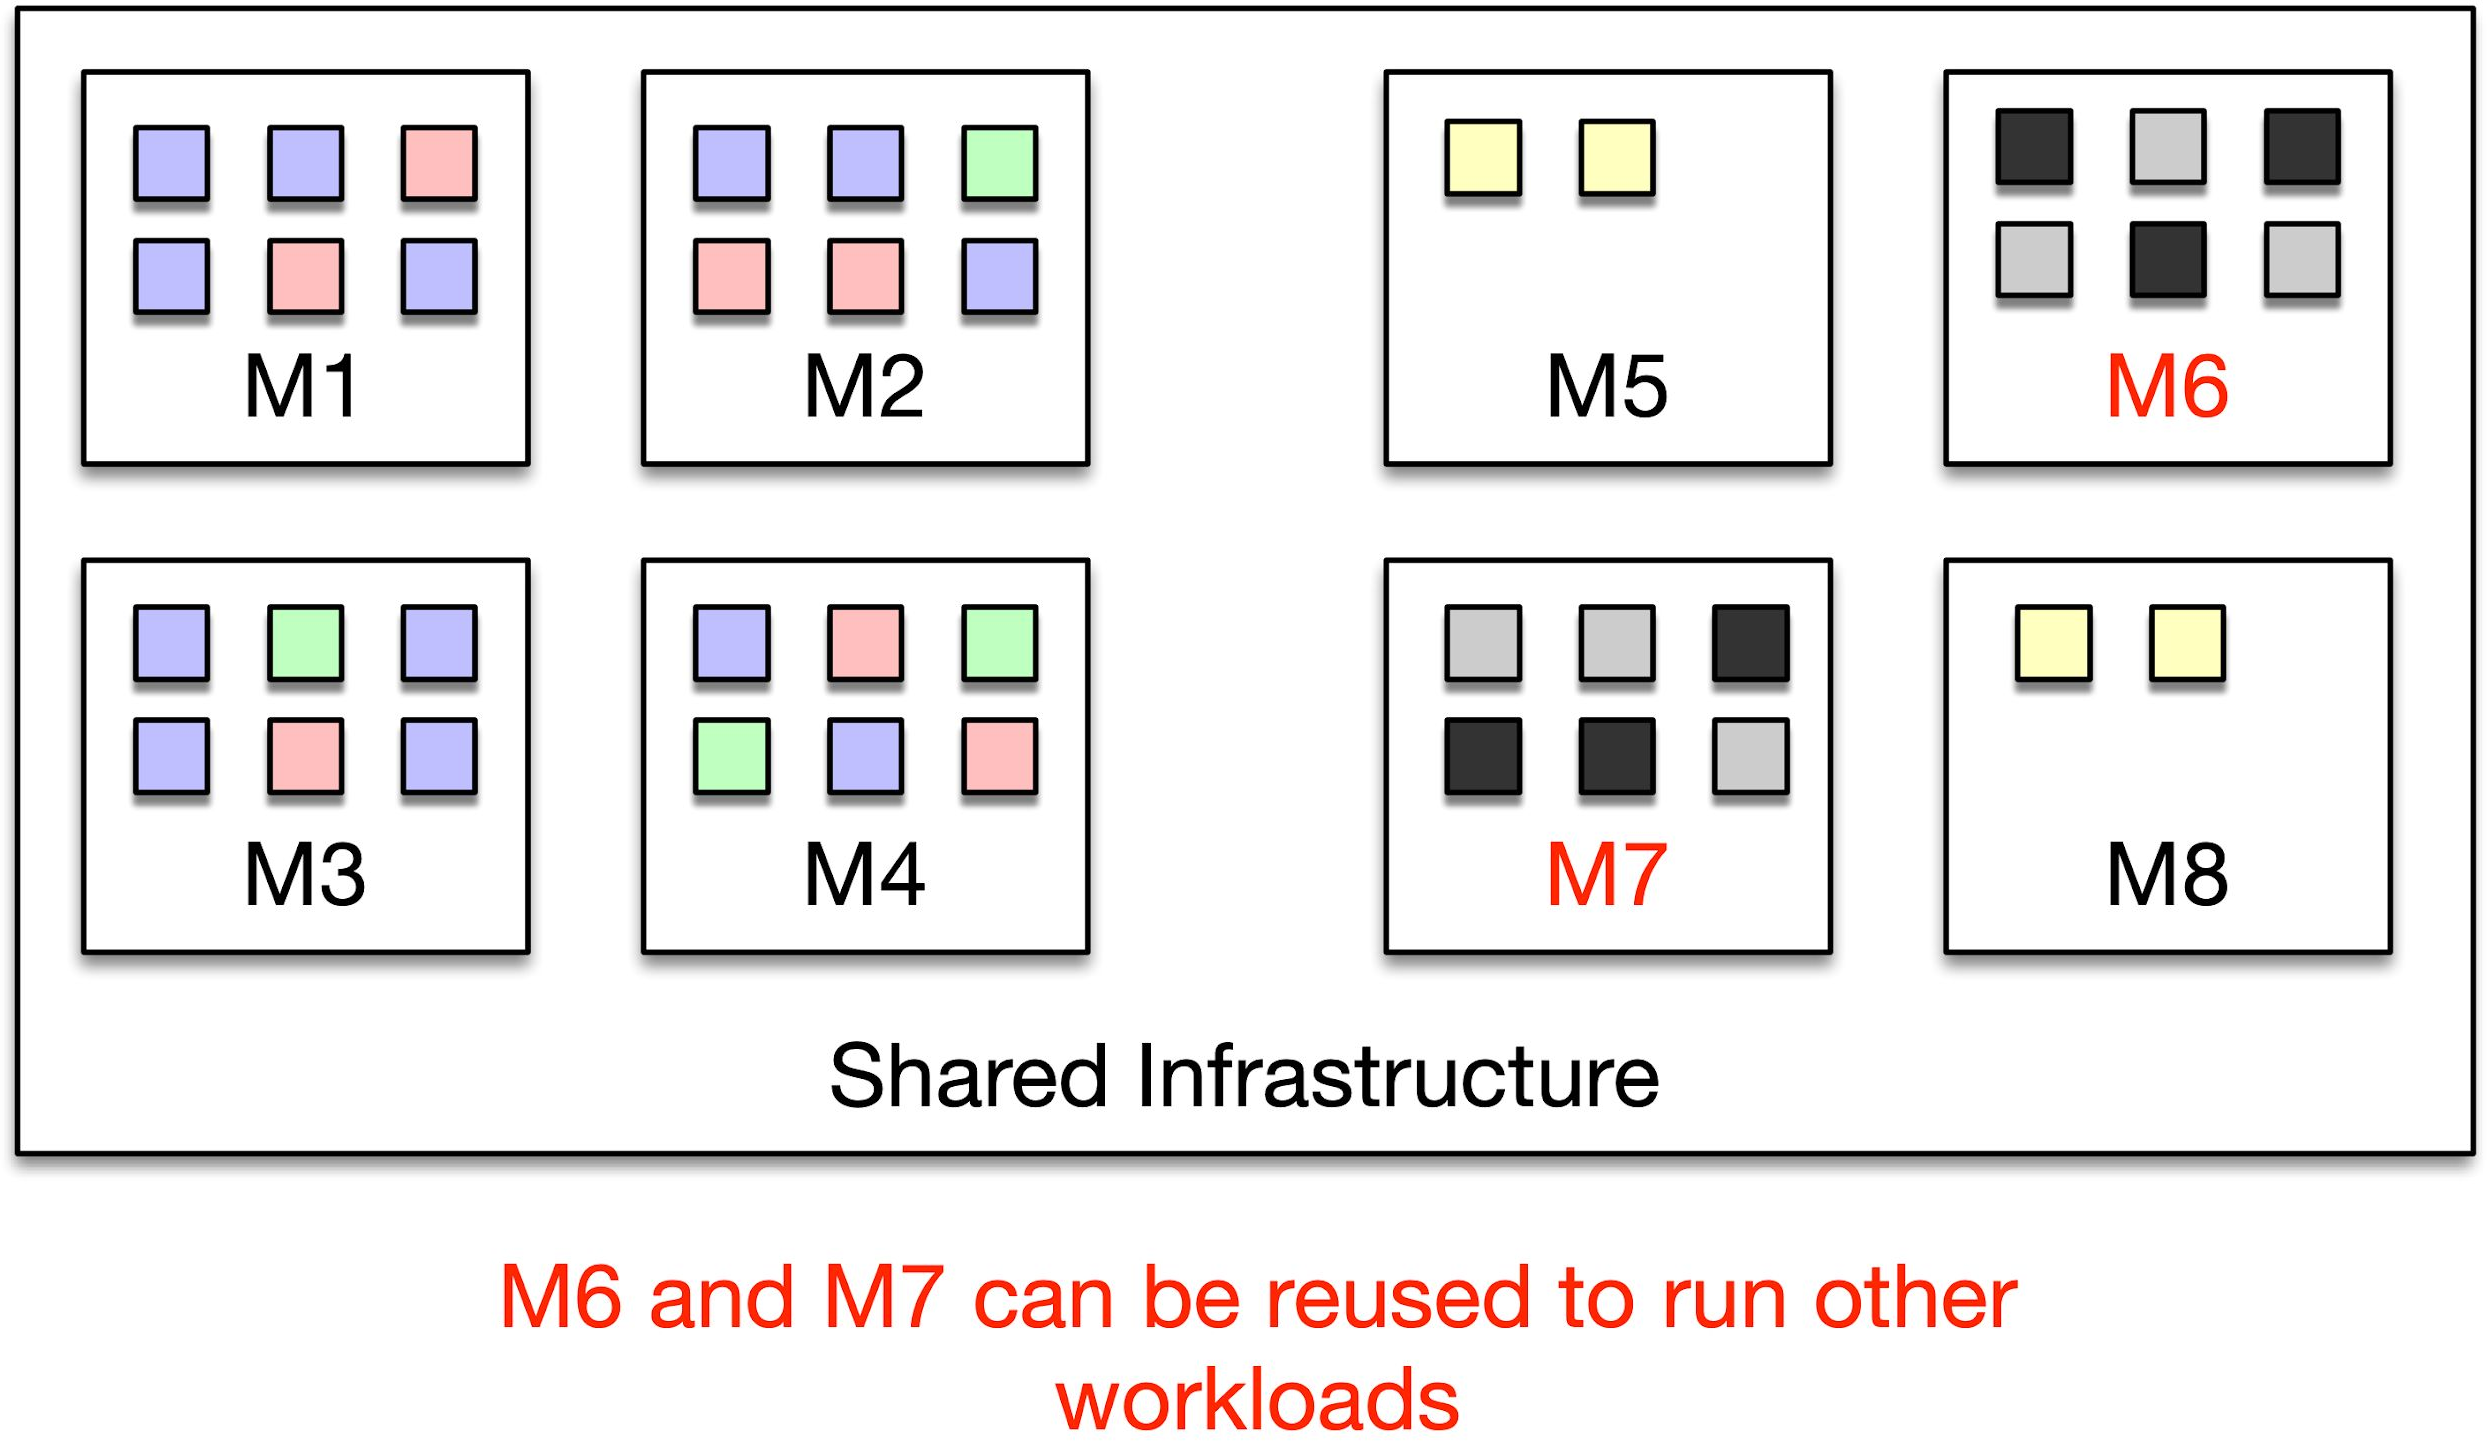 M1
M2
M5
M6
M3
M4
M7
M8
Shared Infrastructure
M6 and M7 can be reused to run other
workloads